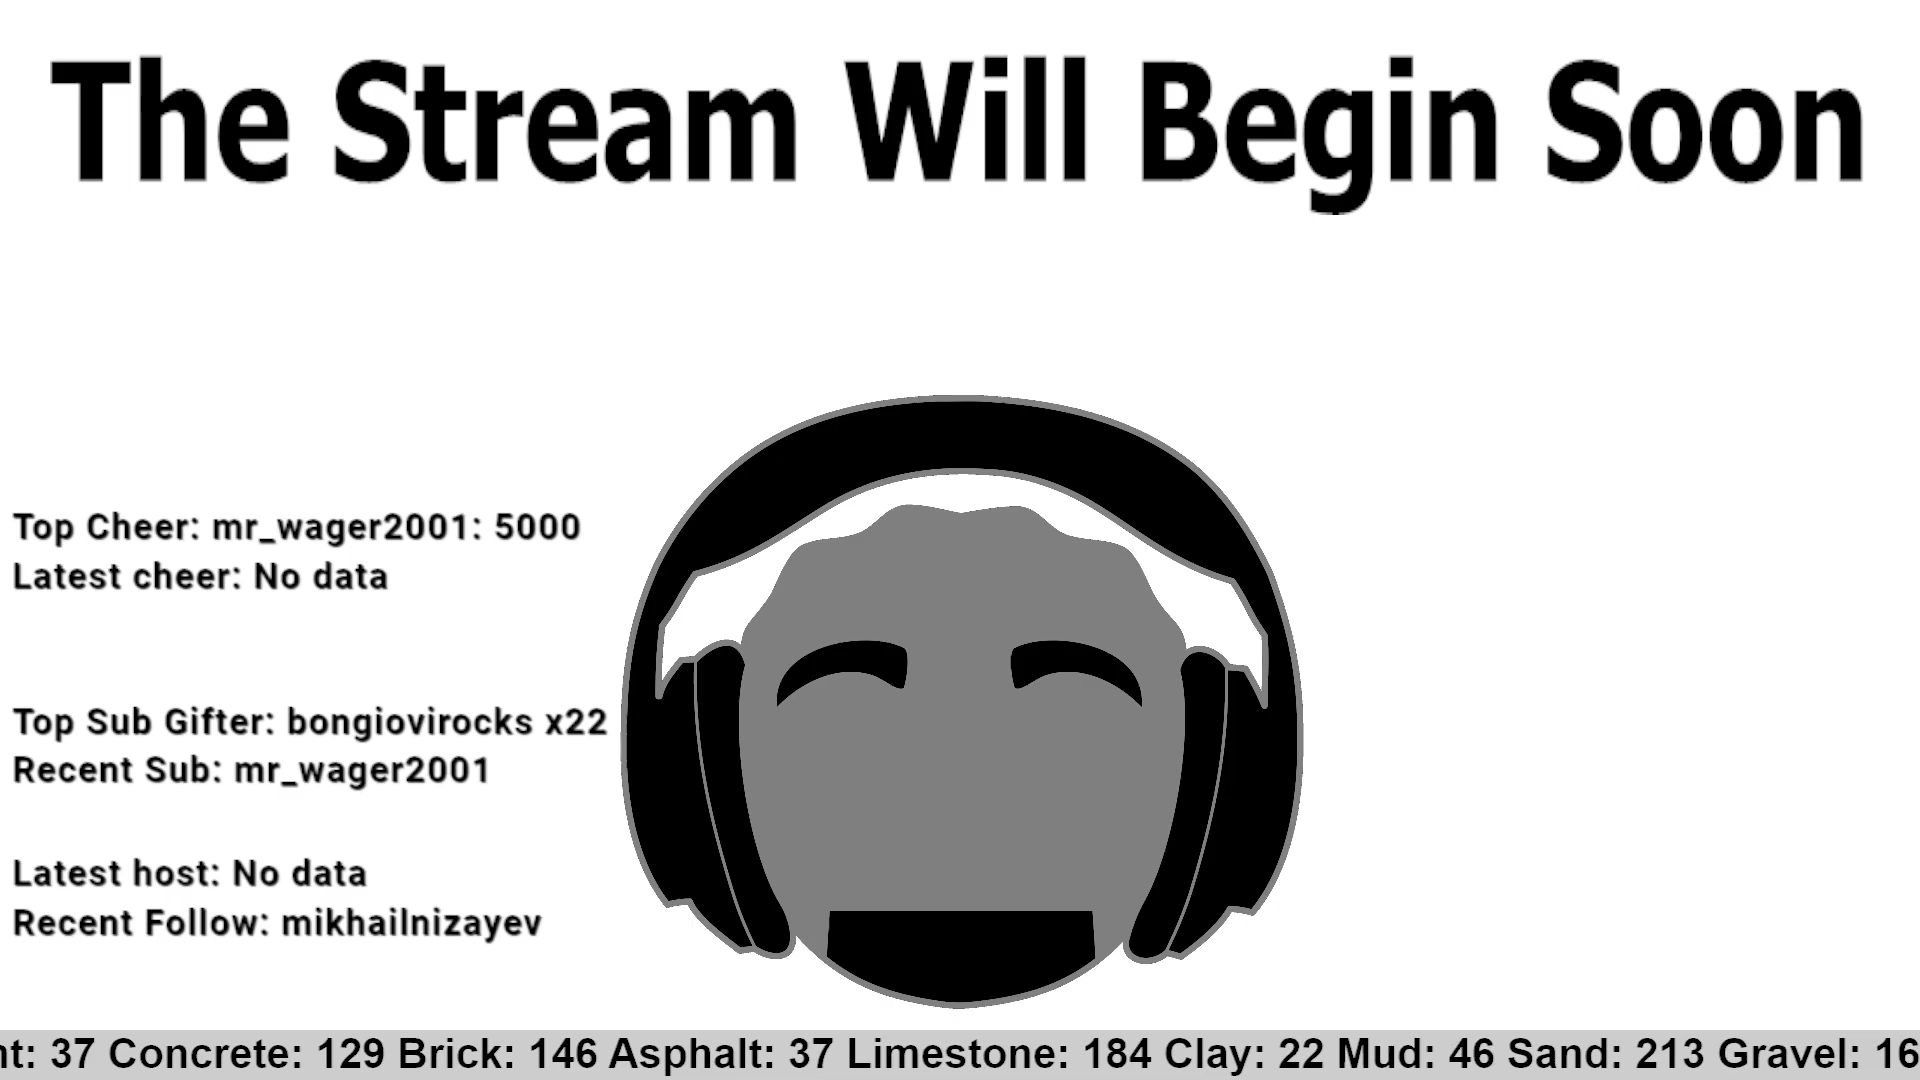 The Stream Will Begin Soon
Top Cheer: mr_wager2001: 5000
Latest cheer: No data
Top Sub Gifter: bongiovirocks x22
Recent Sub: mr_wager2001
Latest host: No data
Recent Follow: mikhailnizayev
nt: 37 Concrete: 129 Brick: 146 Asphalt: 37 Limestone: 184 Clay: 22 Mud: 46 Sand: 213 Gravel: 16